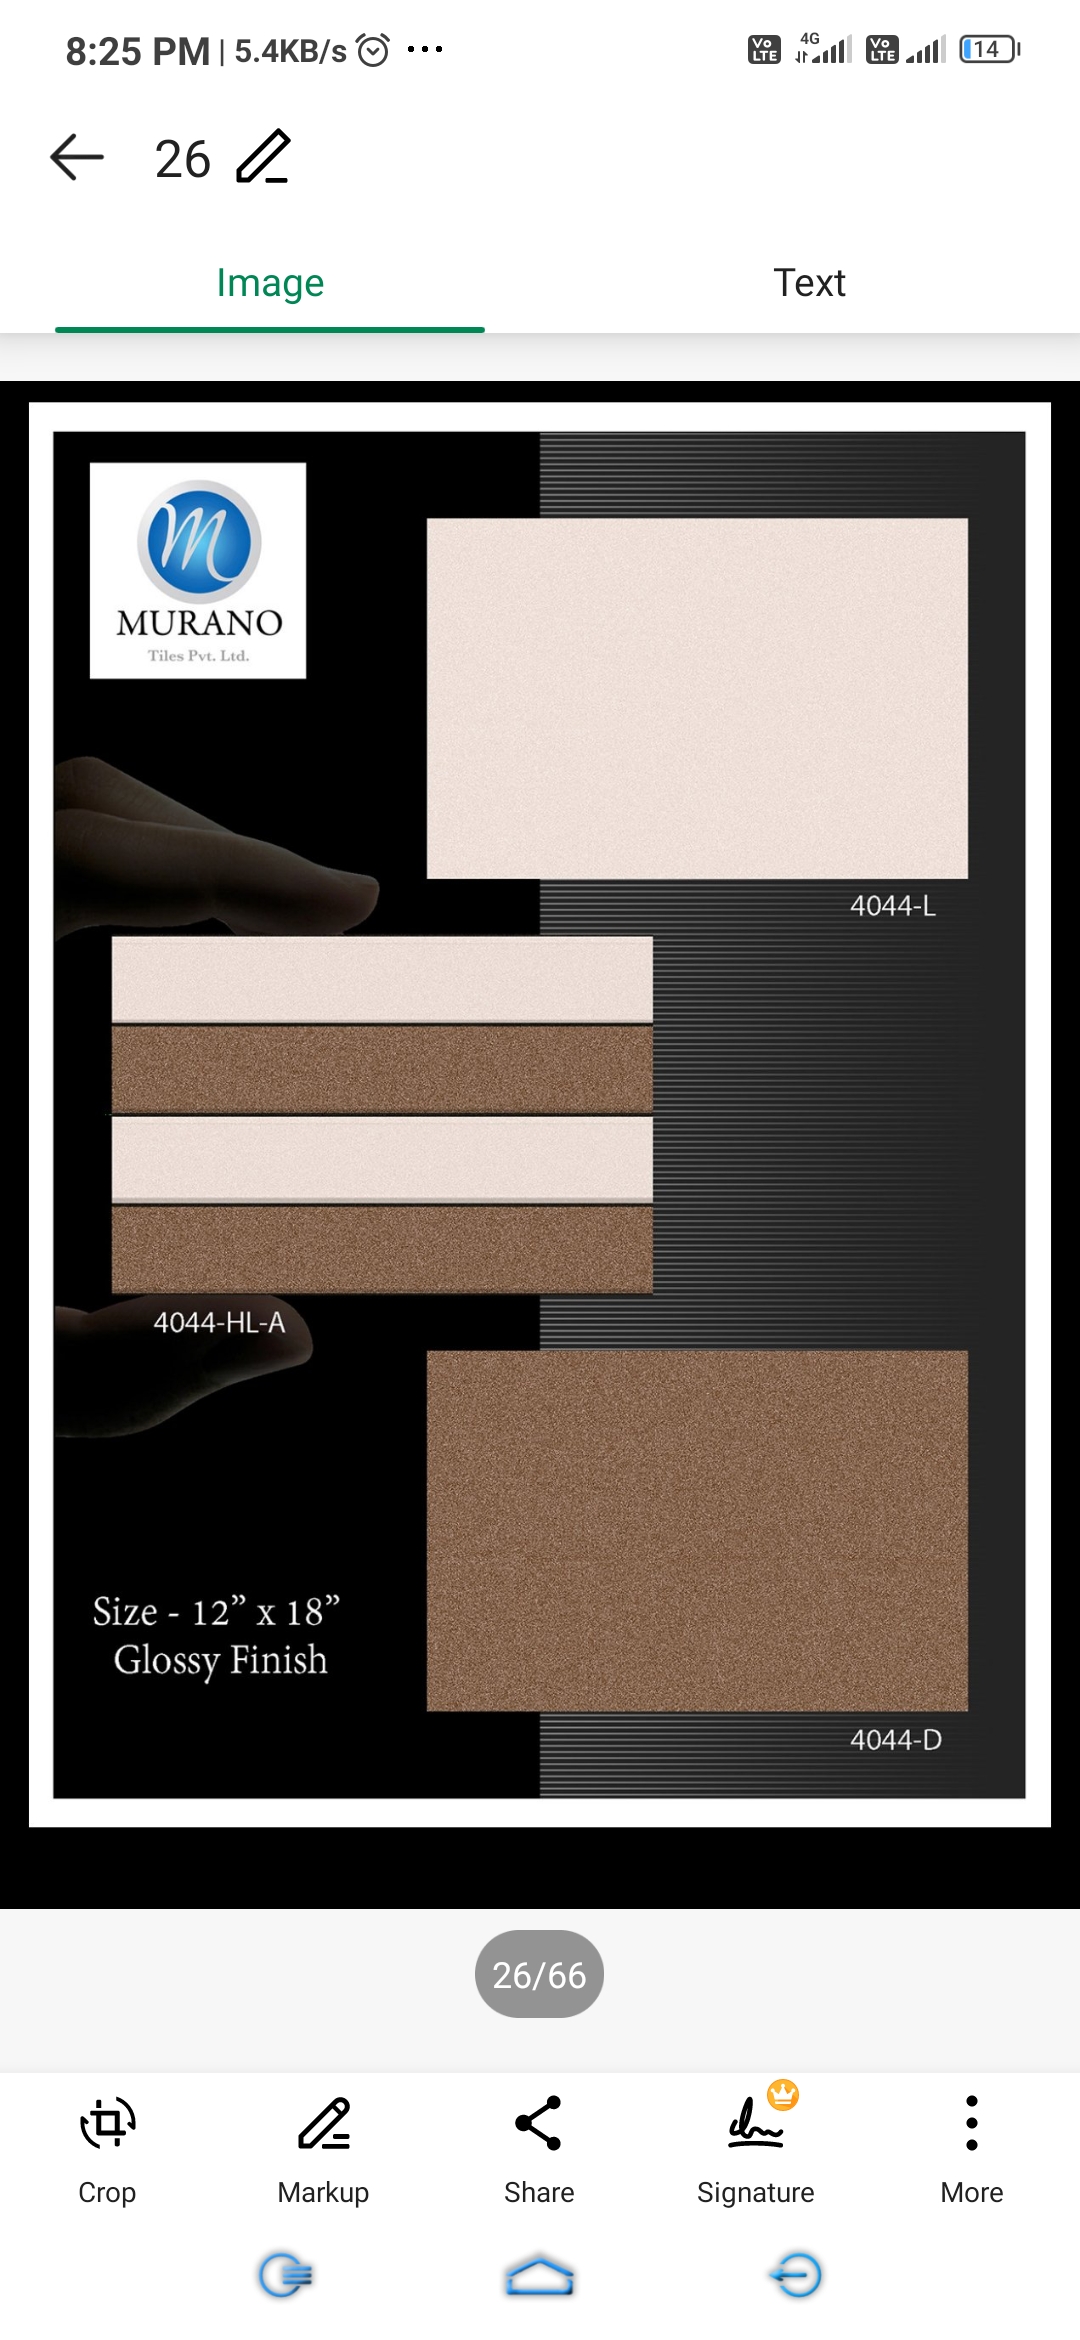 8:25 PM | 5.4KB/s ...
Vo LTE 4G Vo LTE 14
26
Image Text
M
MURANO
Tiles Pvt. Ltd.
4044-L
4044-HL-A
Size - 12” x 18”
Glossy Finish
4044-D
26/66
Crop Markup Share Signature More